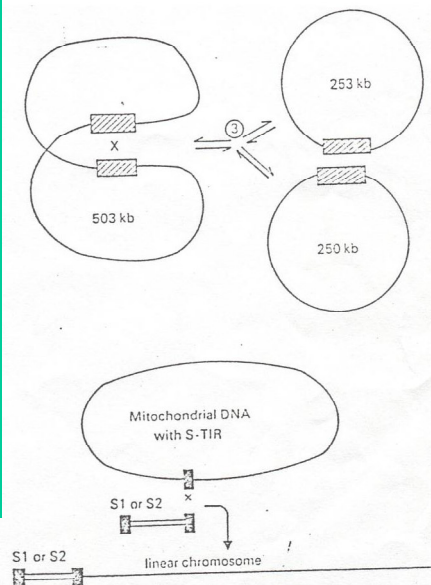 253 kb
3
X
503 kb
250 kb
Mitochondrial DNA
with S-TIR
x
S1 or S2
S1 or S2
linear chromosome